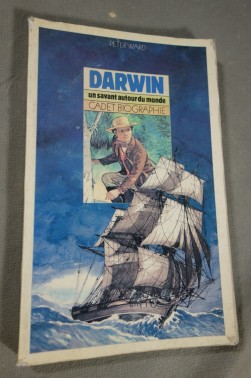 PETER WARD
DARWIN
un savant autour du monde
CADET BIOGRAPHIE